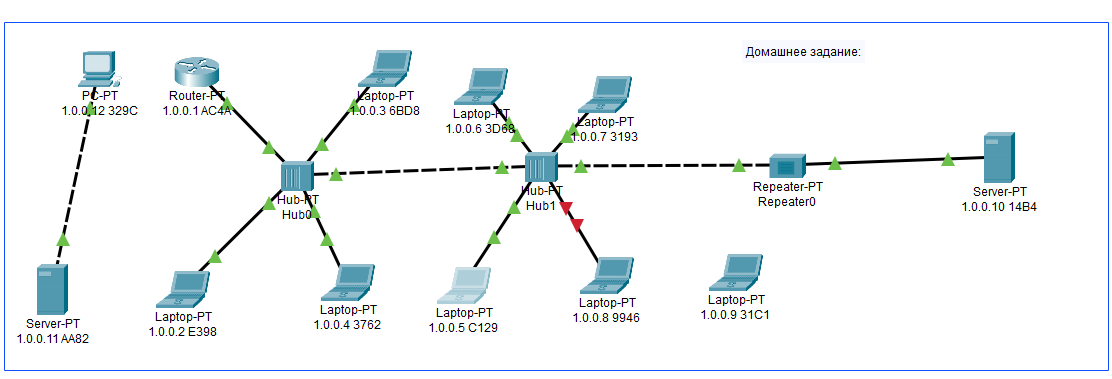 Домашнее задание:
PC-PT
1.0.0.12 329C
Router-PT
1.0.0.1 AC4A
Laptop-PT
1.0.0.3 6BD8
Laptop-PT
1.0.0.6 3D68
Laptop-PT
1.0.0.7 3193
Hub-PT
Hub0
Hub-PT
Hub1
Repeater-PT
Repeater0
Server-PT
1.0.0.10 14B4
Server-PT
1.0.0.11 AA82
Laptop-PT
1.0.0.2 E398
Laptop-PT
1.0.0.4 3762
Laptop-PT
1.0.0.5 C129
Laptop-PT
1.0.0.8 9946
Laptop-PT
1.0.0.9 31C1